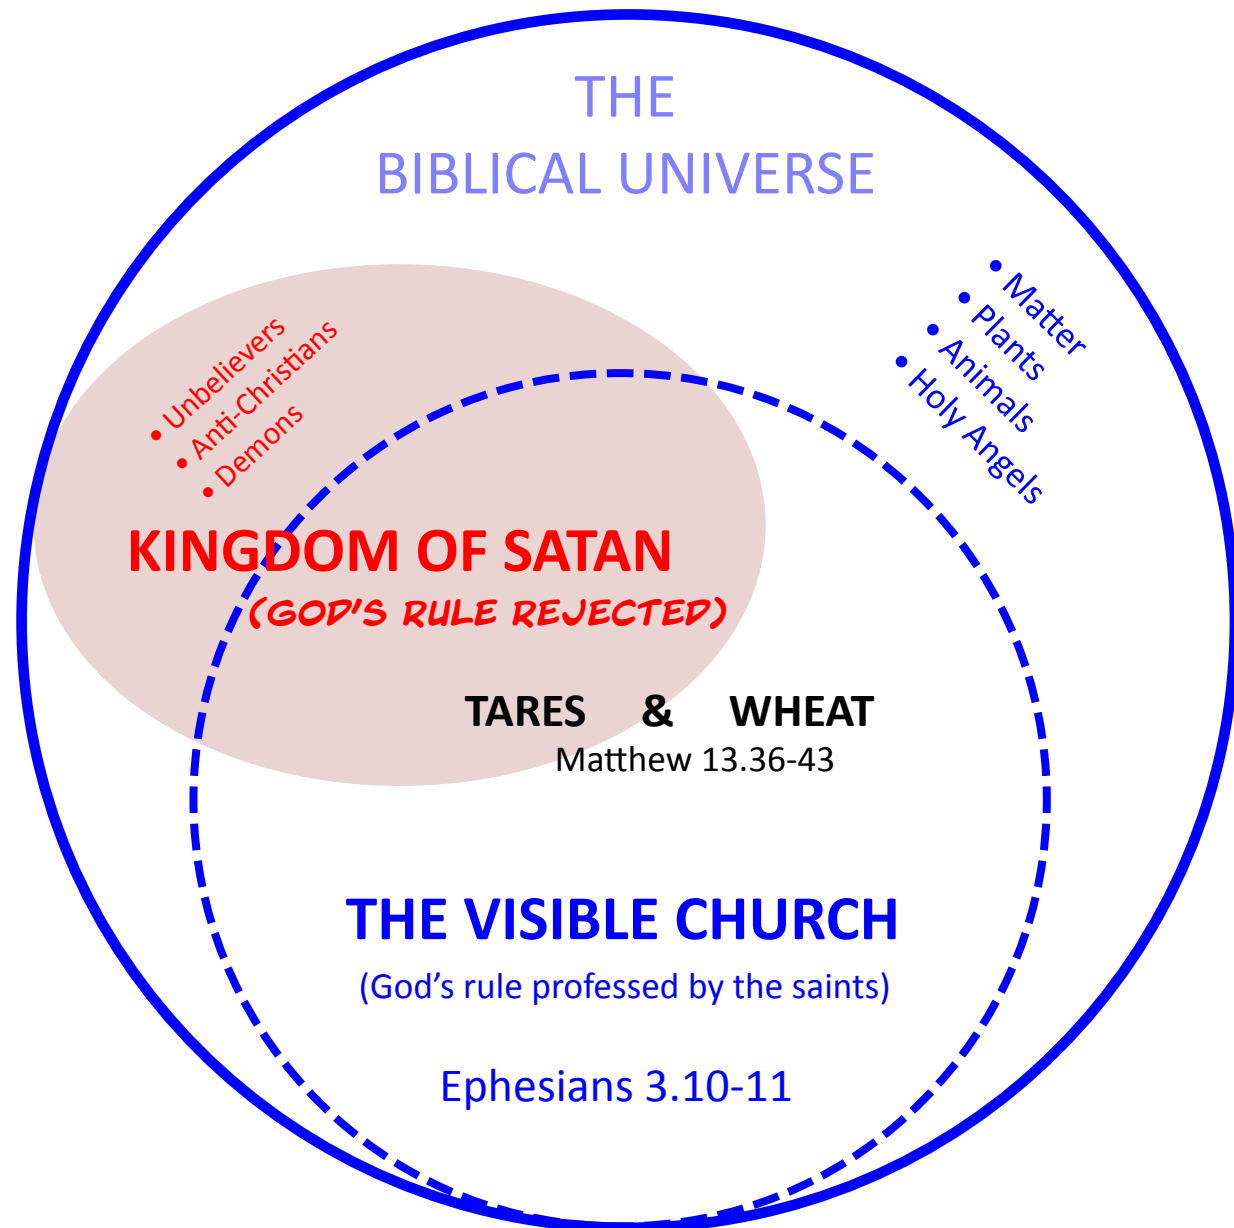 THE
BIBLICAL UNIVERSE
• Matter
• Plants
• Animals
• Holy Angels
• Unbelievers
• Anti-Christians
• Demons
KINGDOM OF SATAN
(GOD'S RULE REJECTED)
TARES & WHEAT
Matthew 13.36-43
THE VISIBLE CHURCH
(God’s rule professed by the saints)
Ephesians 3.10-11